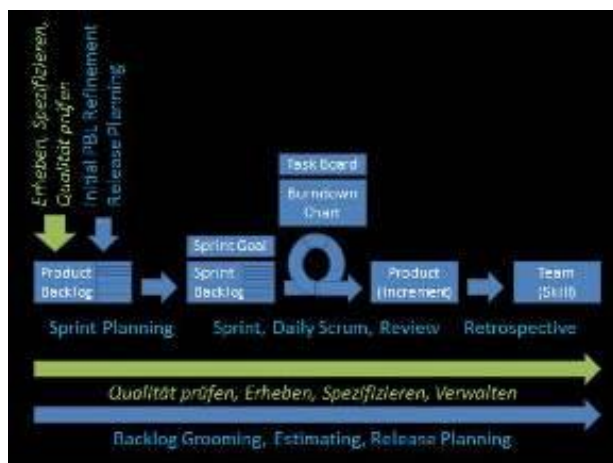 Erheben, Spezifizieren,
Qualität prüfen
Initial PBL Refinement
Release Planning
Task Board
Burndown
Chart
Sprint Goal
Product
Backlog
Sprint
Backlog
Product
(Increment)
Team
(Skill)
Sprint Planning
Sprint, Daily Scrum, Review
Retrospective
Qualität prüfen, Erheben, Spezifizieren, Verwalten
Backlog Grooming, Estimating, Release Planning